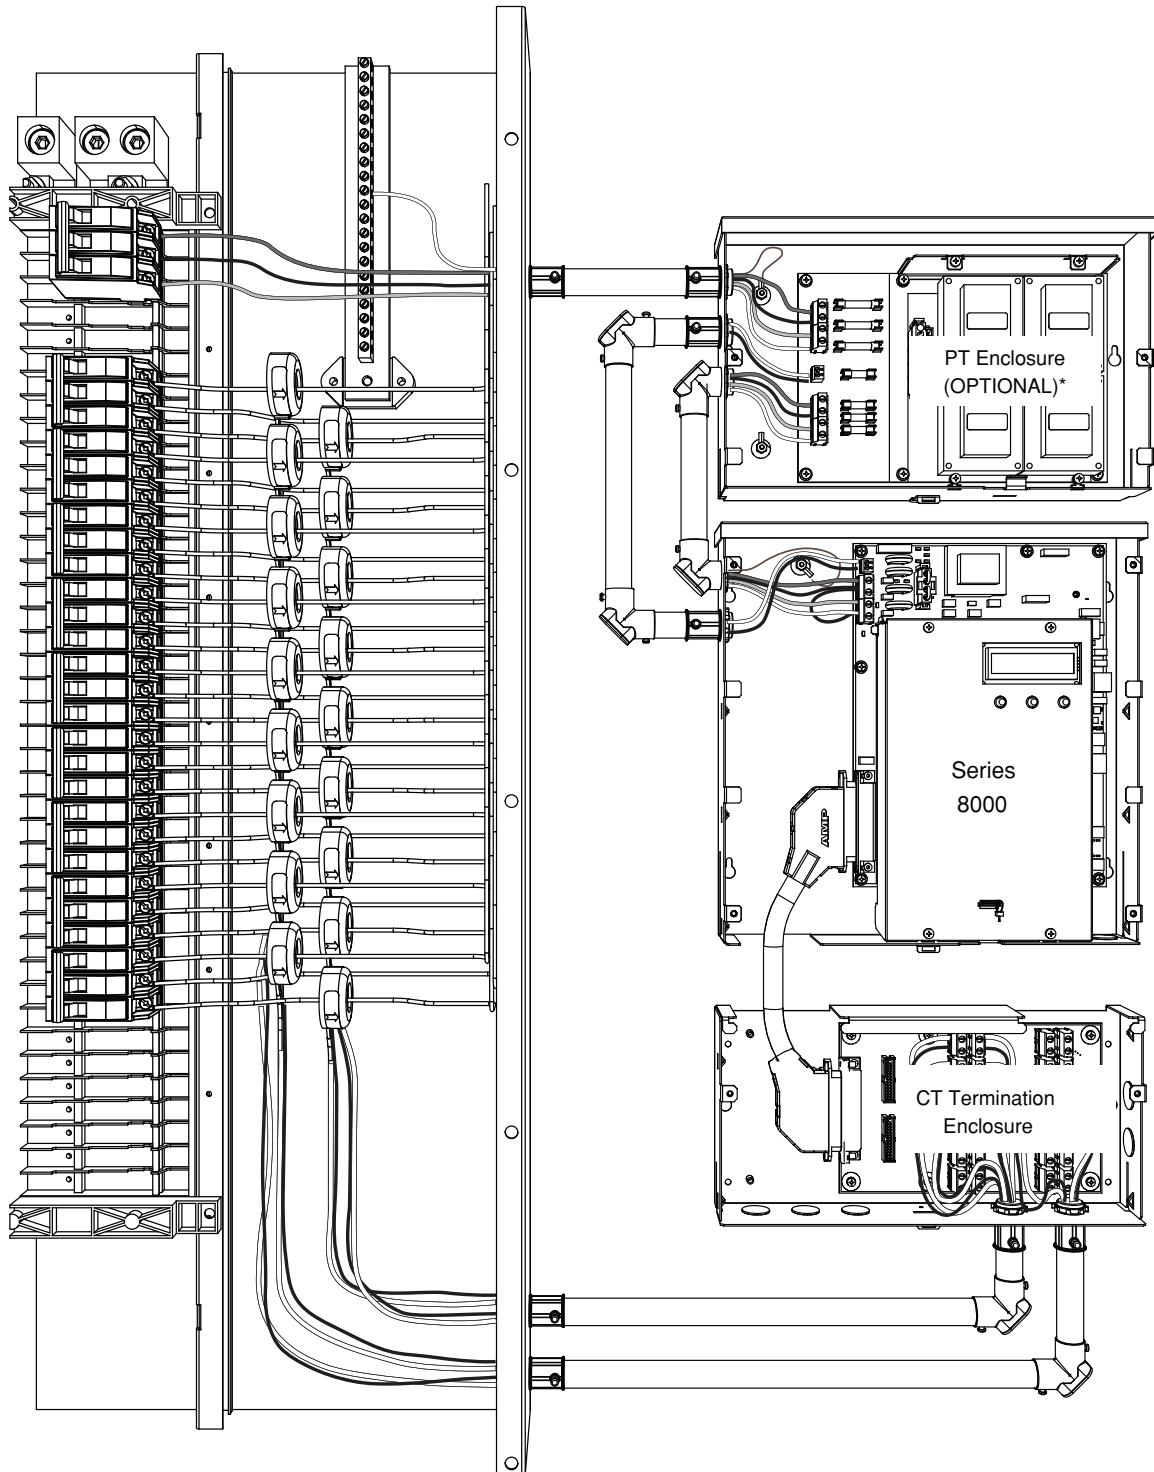 PT Enclosure
(OPTIONAL)*
Series
8000
AMP
CT Termination
Enclosure